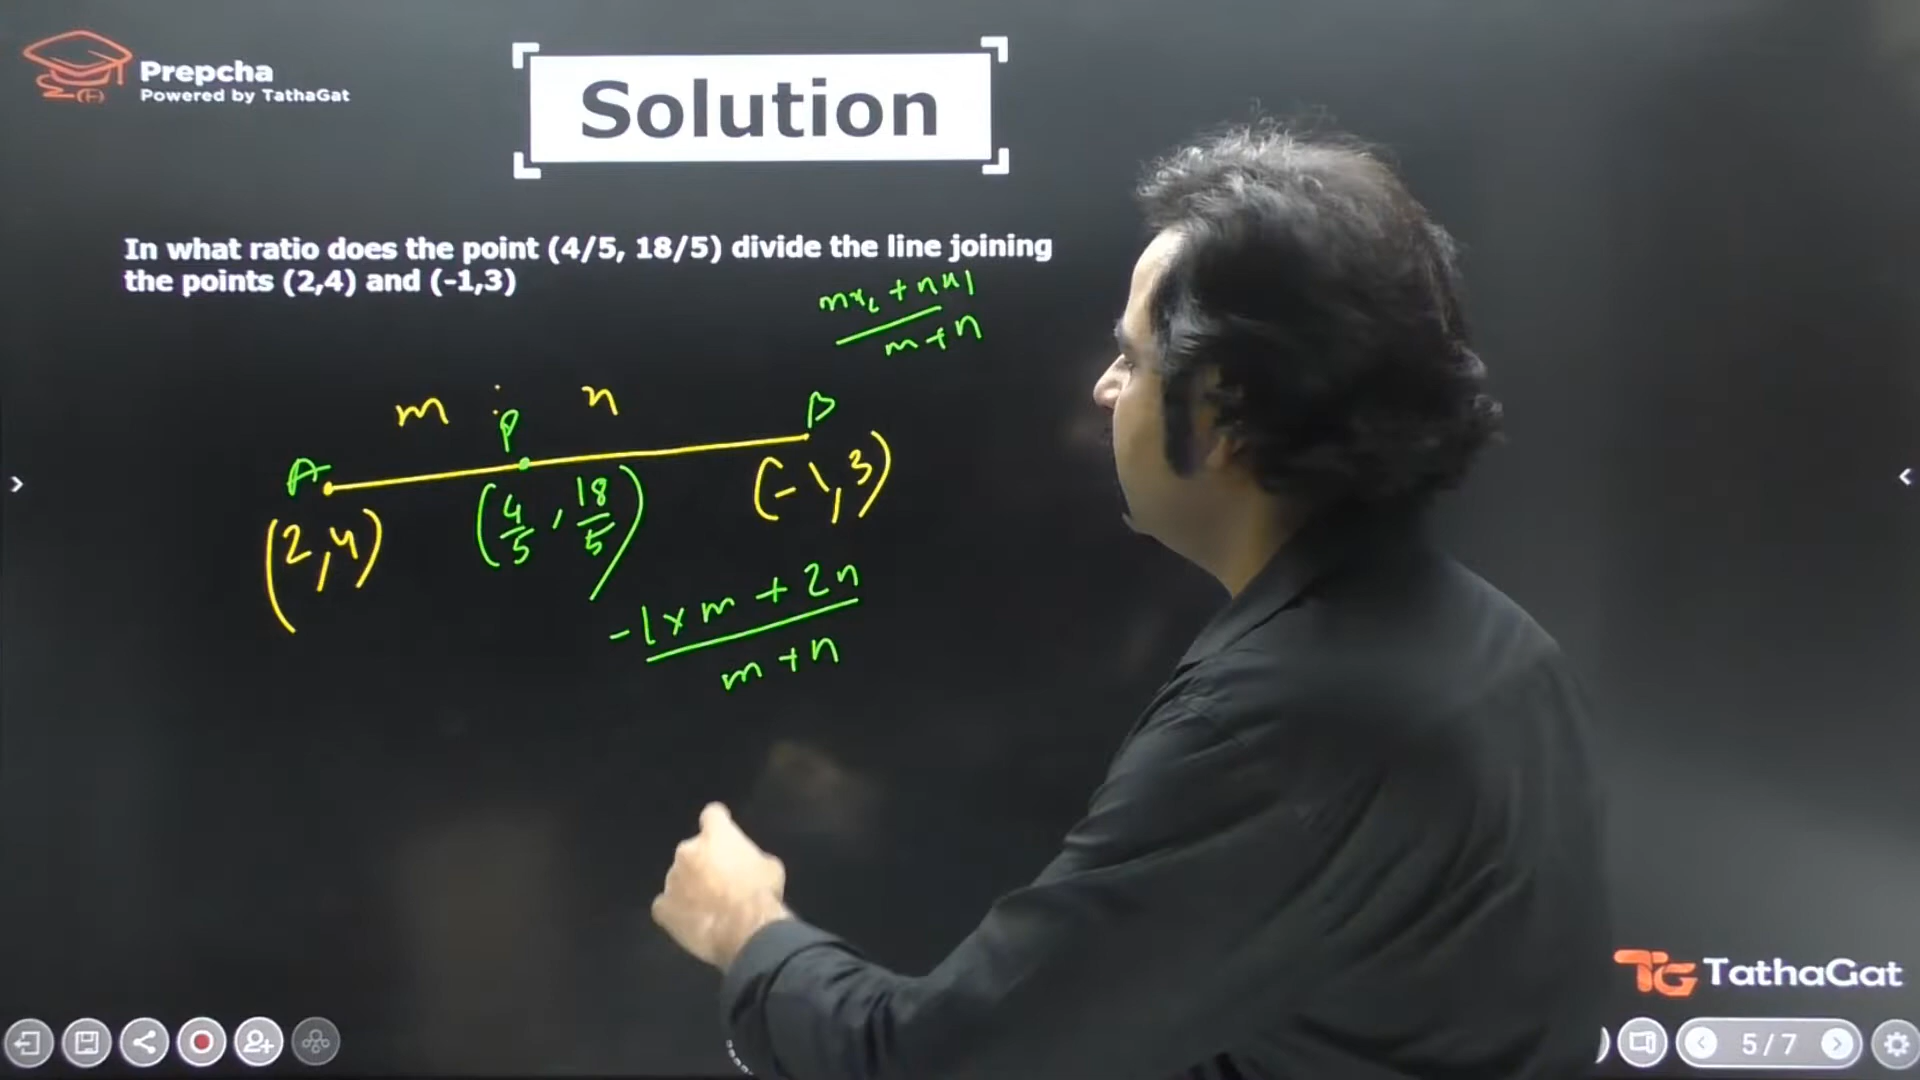 Prepcha
Powered by TathaGat
Solution
In what ratio does the point (4/5, 18/5) divide the line joining
the points (2,4) and (-1,3)
mx₂ + nx1
m+n
m : n
A P B
(2,4) (4/5, 18/5) (-1,3)
-1×m + 2n
m+n
TG TathaGat
5/7